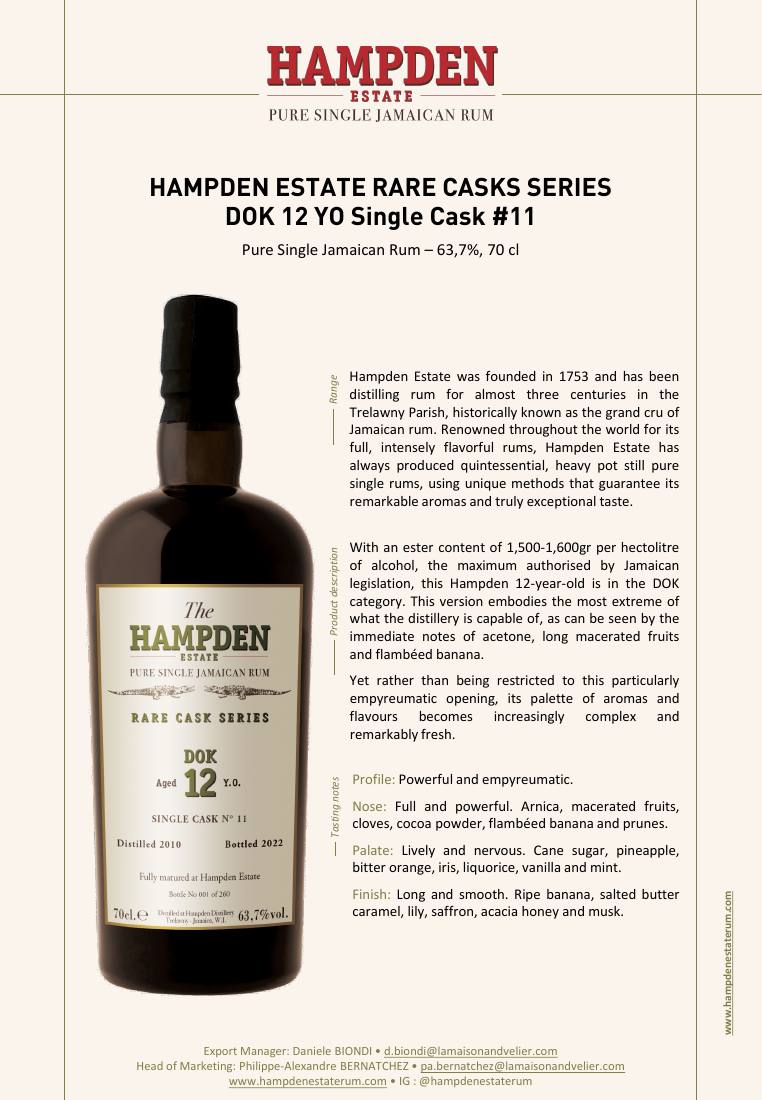 HAMPDEN
ESTATE
PURE SINGLE JAMAICAN RUM
HAMPDEN ESTATE RARE CASKS SERIES
DOK 12 YO Single Cask #11
Pure Single Jamaican Rum – 63,7%, 70 cl
Range
Hampden Estate was founded in 1753 and has been
distilling rum for almost three centuries in the
Trelawny Parish, historically known as the grand cru of
Jamaican rum. Renowned throughout the world for its
full, intensely flavorful rums, Hampden Estate has
always produced quintessential, heavy pot still pure
single rums, using unique methods that guarantee its
remarkable aromas and truly exceptional taste.
Product description
With an ester content of 1,500-1,600gr per hectolitre
of alcohol, the maximum authorised by Jamaican
legislation, this Hampden 12-year-old is in the DOK
category. This version embodies the most extreme of
what the distillery is capable of, as can be seen by the
immediate notes of acetone, long macerated fruits
and flambéed banana.
Yet rather than being restricted to this particularly
empyreumatic opening, its palette of aromas and
flavours becomes increasingly complex and
remarkably fresh.
Tasting notes
Profile: Powerful and empyreumatic.
Nose: Full and powerful. Arnica, macerated fruits,
cloves, cocoa powder, flambéed banana and prunes.
Palate: Lively and nervous. Cane sugar, pineapple,
bitter orange, iris, liquorice, vanilla and mint.
Finish: Long and smooth. Ripe banana, salted butter
caramel, lily, saffron, acacia honey and musk.
The
HAMPDEN
ESTATE
PURE SINGLE JAMAICAN RUM
RARE CASK SERIES
DOK
Aged 12 Y.O.
SINGLE CASK N° 11
Distilled 2010 Bottled 2022
Fully matured at Hampden Estate
Bottle No 001 of 260
70cl.℮ Distilled at Hampden Distillery 63,7%vol.
Trelawny - Jamaica, W.I.
www.hampdenestaterum.com
Export Manager: Daniele BIONDI • d.biondi@lamaisonandvelier.com
Head of Marketing: Philippe-Alexandre BERNATCHEZ • pa.bernatchez@lamaisonandvelier.com
www.hampdenestaterum.com • IG : @hampdenestaterum